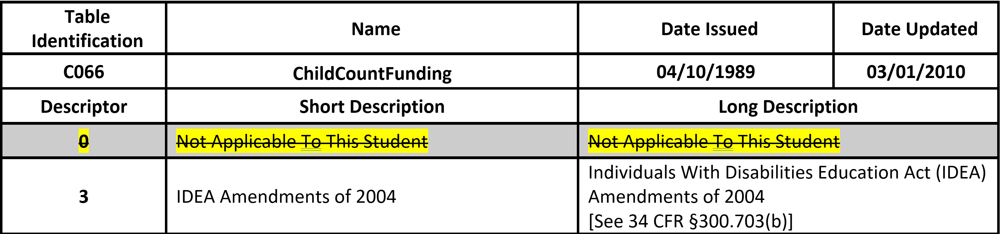 Table Identification Name Date Issued Date Updated
C066 ChildCountFunding 04/10/1989 03/01/2010
Descriptor Short Description Long Description
0 Not Applicable To This Student Not Applicable To This Student
3 IDEA Amendments of 2004 Individuals With Disabilities Education Act (IDEA)
Amendments of 2004
[See 34 CFR §300.703(b)]